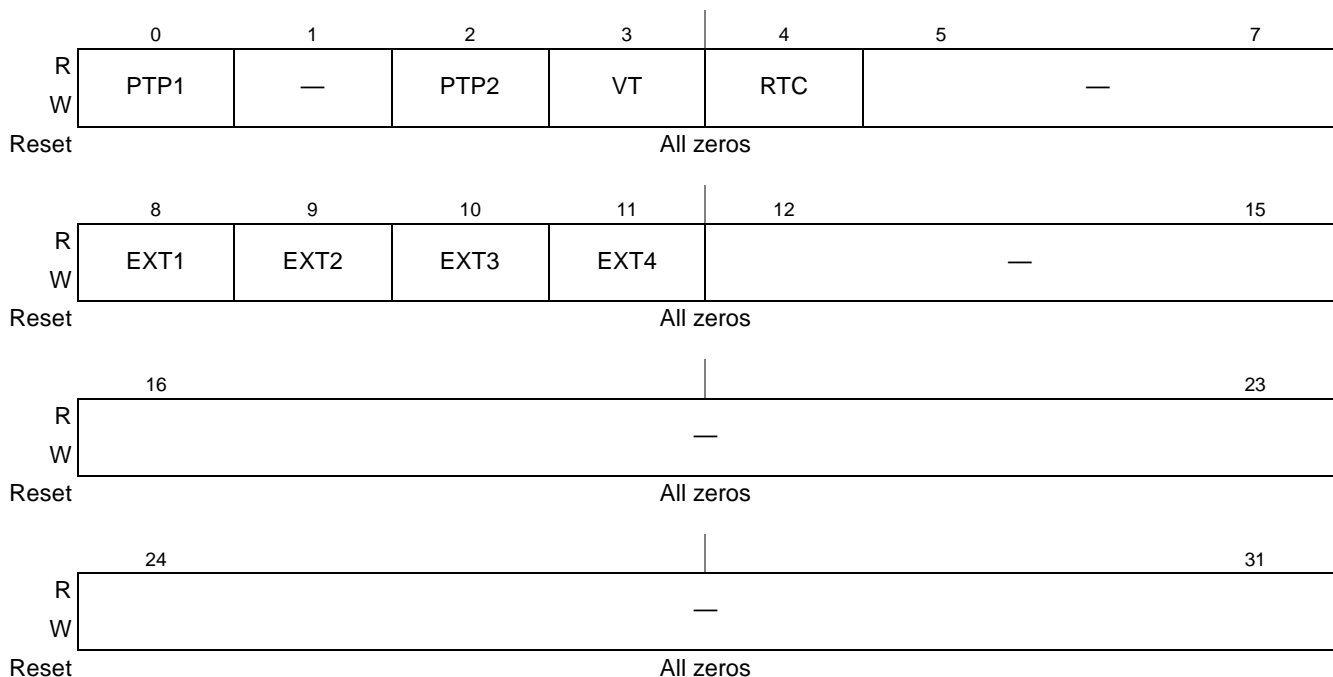 0 1 2 3 4 5 7
R
W
PTP1 — PTP2 VT RTC —
Reset All zeros
8 9 10 11 12 15
R
W
EXT1 EXT2 EXT3 EXT4 —
Reset All zeros
16 23
R
W
—
Reset All zeros
24 31
R
W
—
Reset All zeros